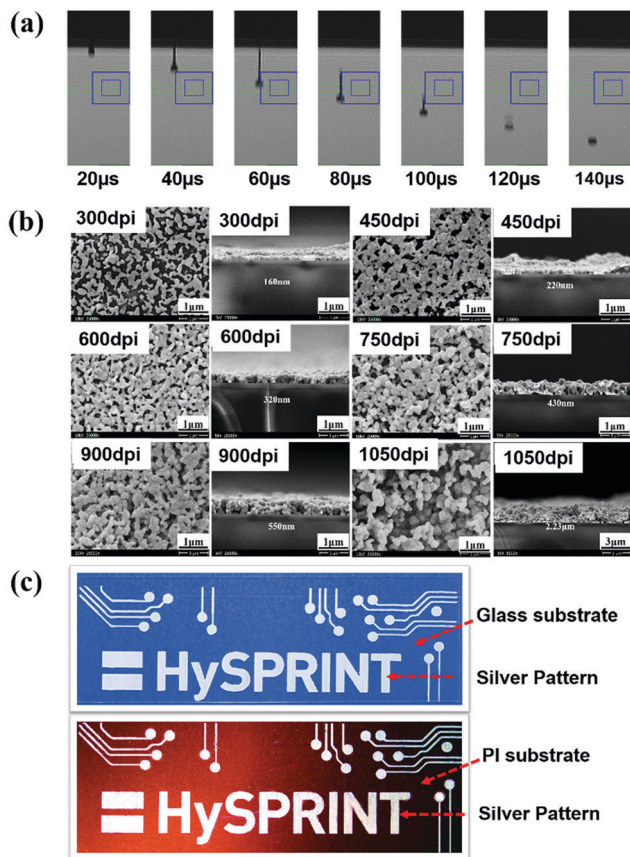 (a)
20μs 40μs 60μs 80μs 100μs 120μs 140μs
(b)
300dpi 300dpi 450dpi 450dpi
160nm 220nm
1μm 1μm 1μm 1μm
600dpi 600dpi 750dpi 750dpi
320nm 430nm
1μm 1μm 1μm 1μm
900dpi 900dpi 1050dpi 1050dpi
550nm 2.23μm
1μm 1μm 1μm 3μm
(c)
Glass substrate
HySPRINT
Silver Pattern
PI substrate
HySPRINT
Silver Pattern